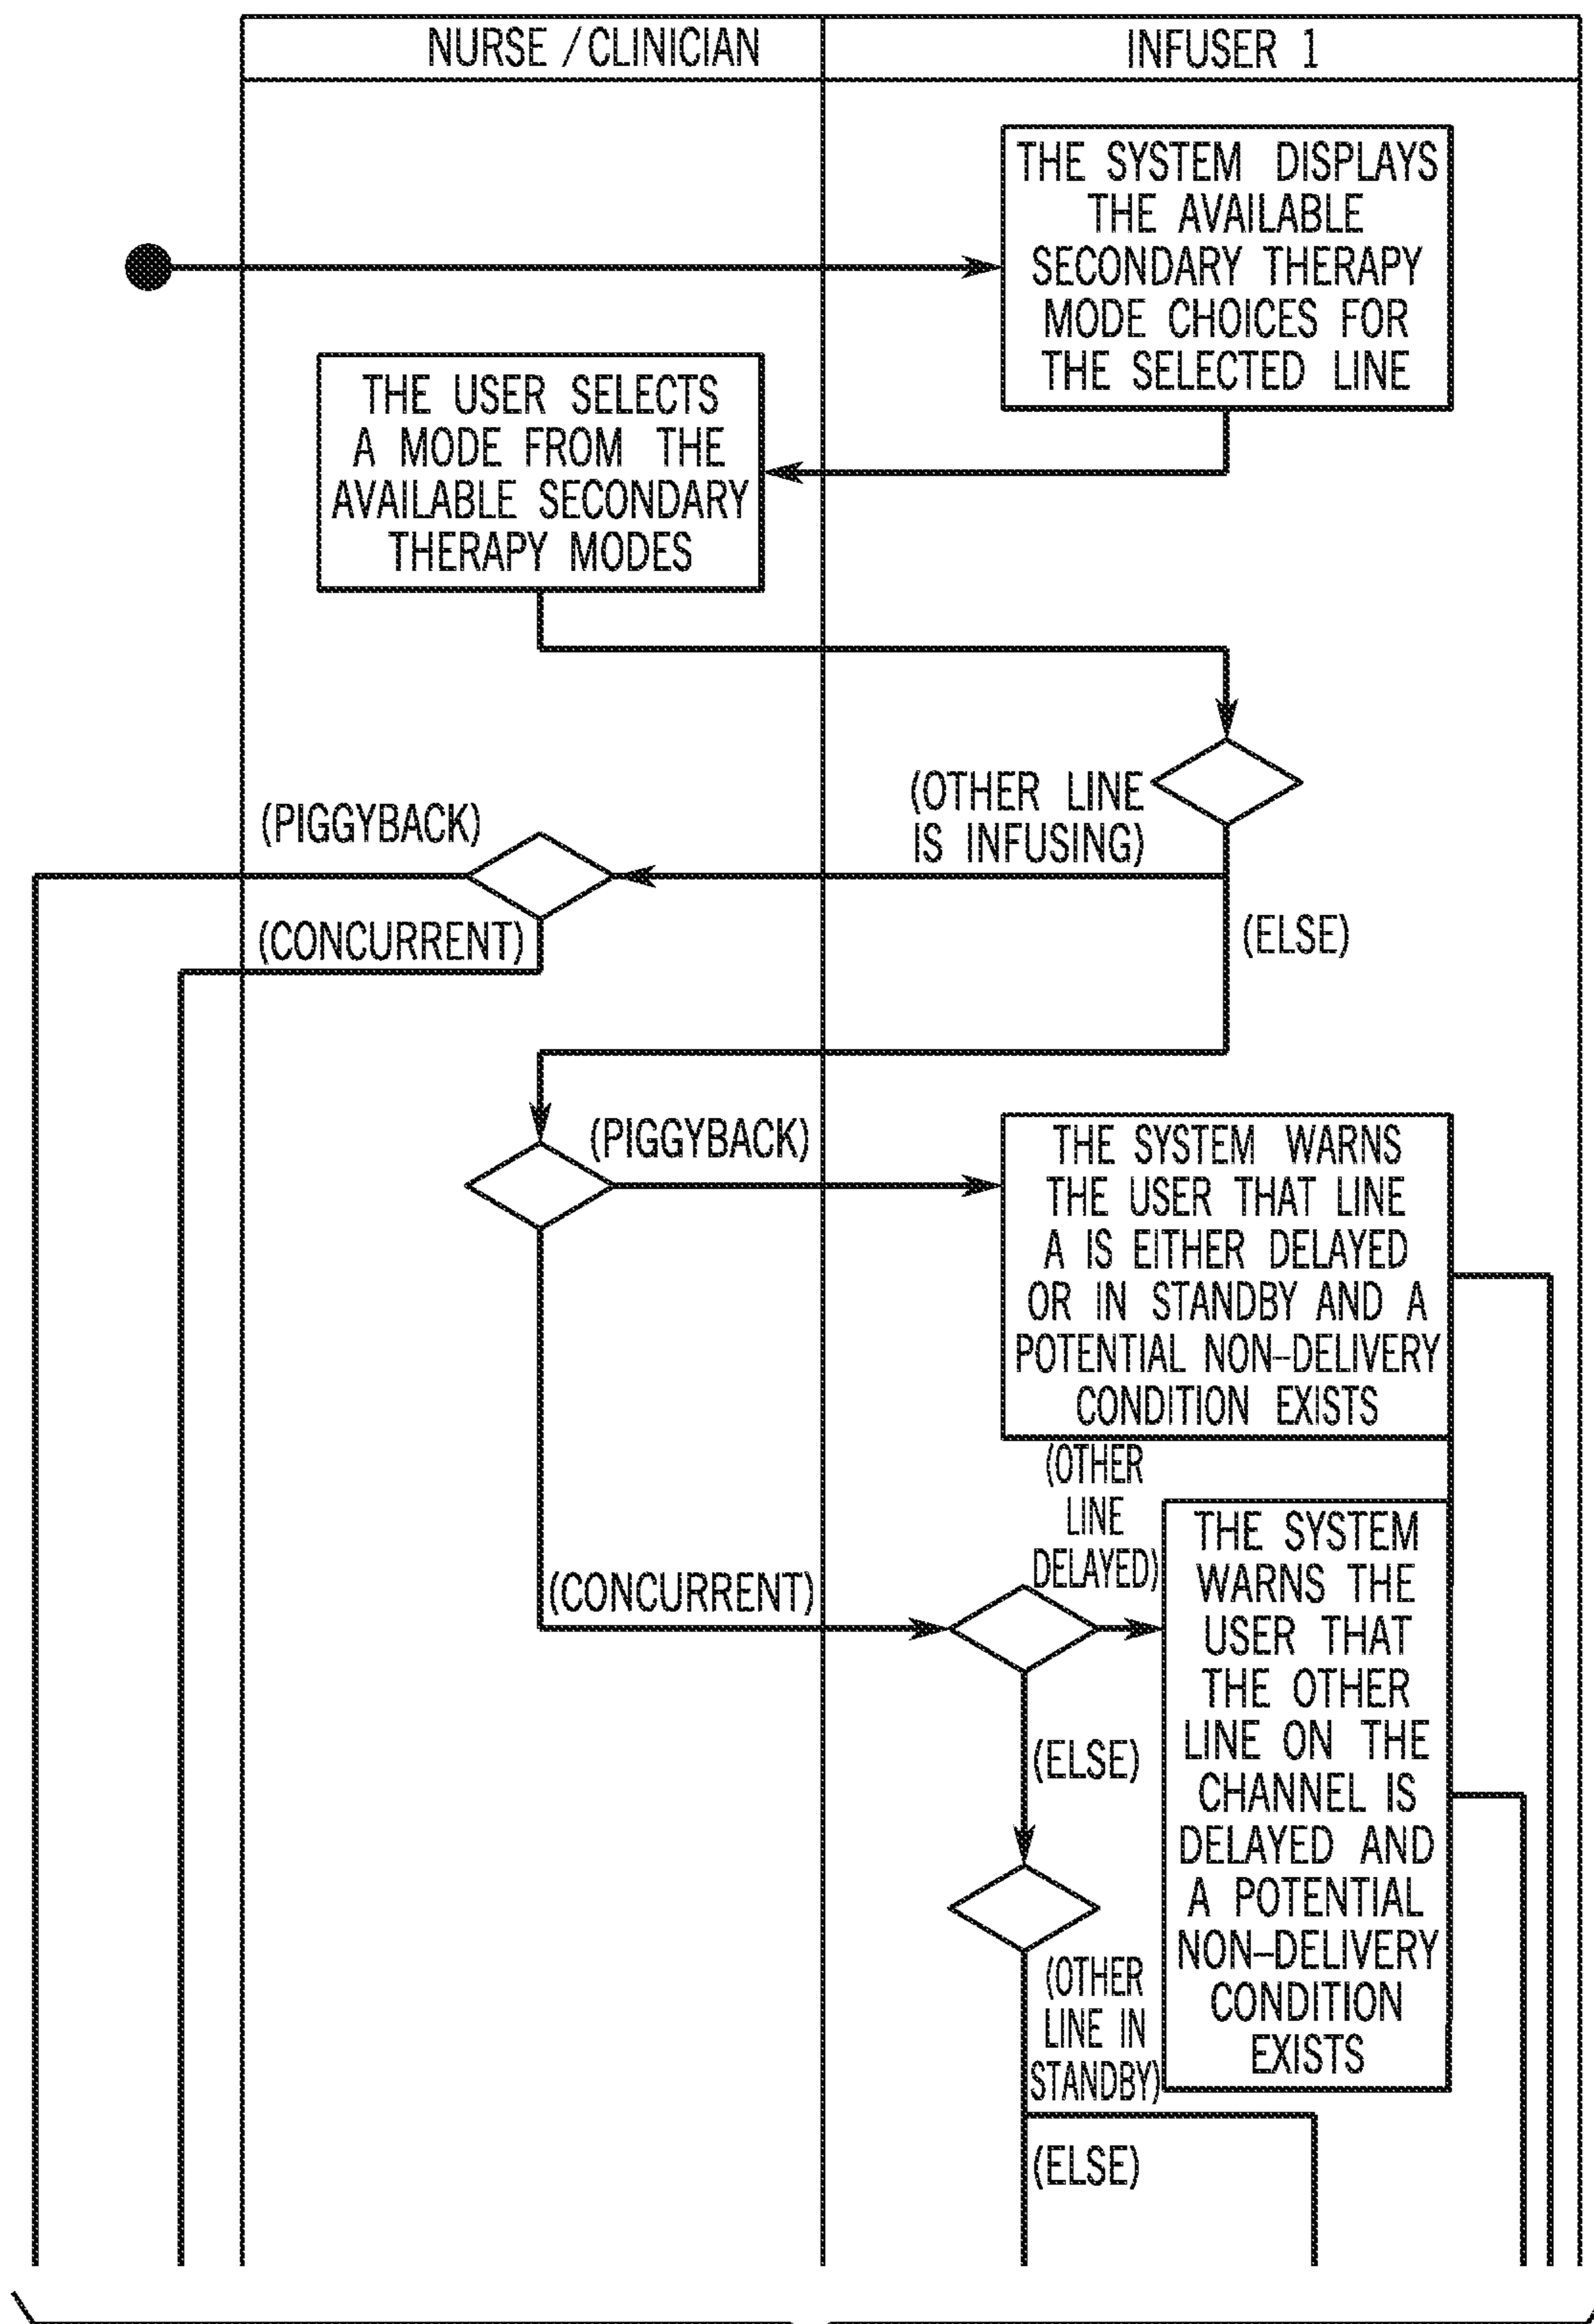 NURSE / CLINICIAN
INFUSER 1
THE SYSTEM DISPLAYS
THE AVAILABLE
SECONDARY THERAPY
MODE CHOICES FOR
THE SELECTED LINE
THE USER SELECTS
A MODE FROM THE
AVAILABLE SECONDARY
THERAPY MODES
(OTHER LINE
IS INFUSING)
(PIGGYBACK)
(CONCURRENT)
(ELSE)
(PIGGYBACK)
THE SYSTEM WARNS
THE USER THAT LINE
A IS EITHER DELAYED
OR IN STANDBY AND A
POTENTIAL NON–DELIVERY
CONDITION EXISTS
(OTHER
LINE
DELAYED)
(CONCURRENT)
THE SYSTEM
WARNS THE
USER THAT
THE OTHER
LINE ON THE
CHANNEL IS
DELAYED AND
A POTENTIAL
NON–DELIVERY
CONDITION
EXISTS
(ELSE)
(OTHER
LINE IN
STANDBY)
(ELSE)